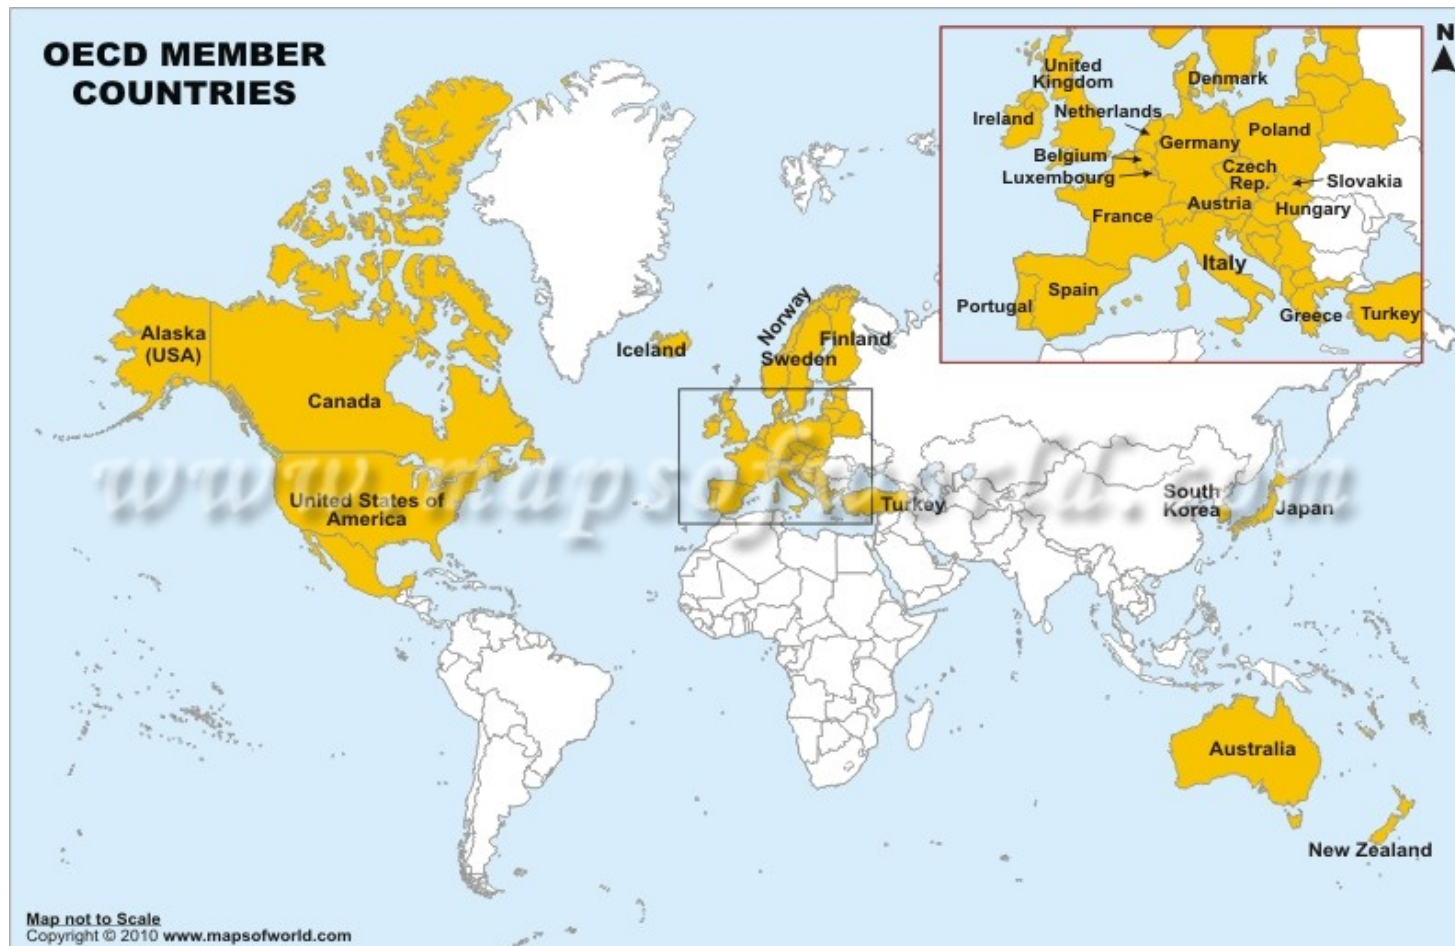 OECD MEMBER
COUNTRIES
N
United
Kingdom
Denmark
Ireland
Netherlands
Poland
Germany
Belgium
Czech
Rep.
Luxembourg
Slovakia
Austria
Hungary
France
Italy
Spain
Portugal
Greece
Turkey
Alaska
(USA)
Canada
Iceland
Norway
Sweden
Finland
www.mapsofworld.com
United States of
America
Turkey
South
Korea
Japan
Australia
New Zealand
Map not to Scale
Copyright © 2010 www.mapsofworld.com